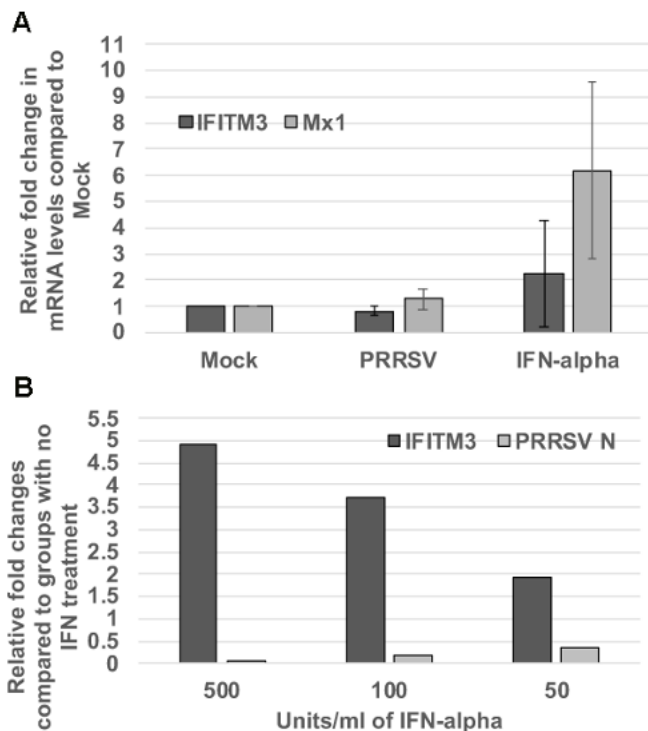 A
Relative fold change in
mRNA levels compared to
Mock
11
10
9
8
7
6
5
4
3
2
1
0
IFITM3 Mx1
Mock PRRSV IFN-alpha
B
Relative fold changes
compared to groups with no
IFN treatment
5.5
5
4.5
4
3.5
3
2.5
2
1.5
1
0.5
0
IFITM3 PRRSV N
500 100 50
Units/ml of IFN-alpha